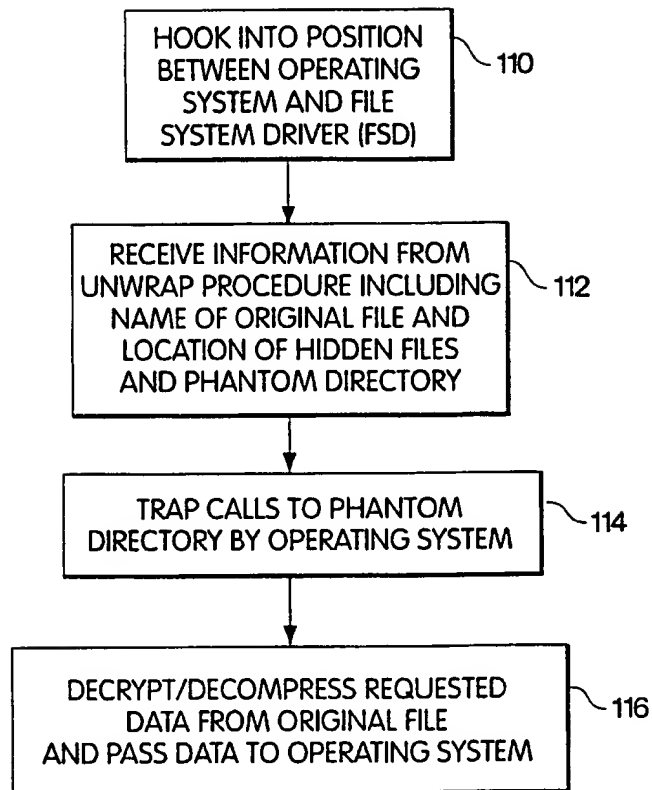 HOOK INTO POSITION
BETWEEN OPERATING
SYSTEM AND FILE
SYSTEM DRIVER (FSD)
110
RECEIVE INFORMATION FROM
UNWRAP PROCEDURE INCLUDING
NAME OF ORIGINAL FILE AND
LOCATION OF HIDDEN FILES
AND PHANTOM DIRECTORY
112
TRAP CALLS TO PHANTOM
DIRECTORY BY OPERATING SYSTEM
114
DECRYPT/DECOMPRESS REQUESTED
DATA FROM ORIGINAL FILE
AND PASS DATA TO OPERATING SYSTEM
116